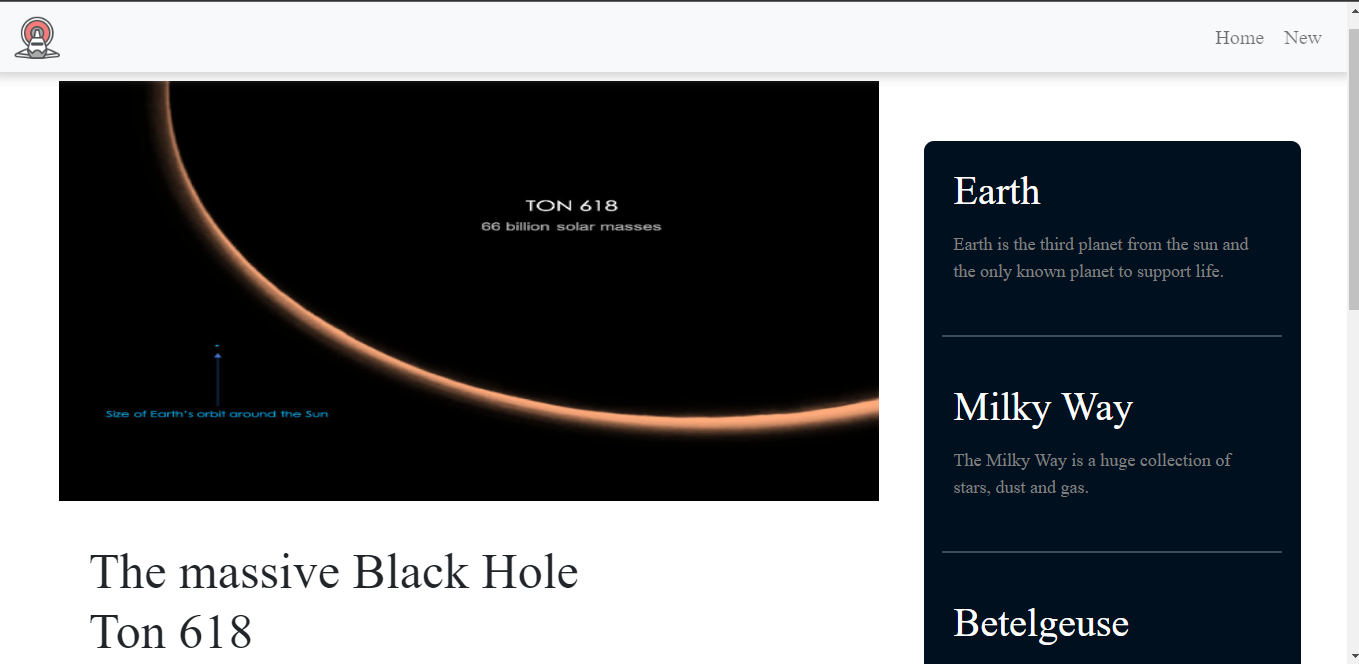 Home New
TON 618
66 billion solar masses
Size of Earth's orbit around the Sun
The massive Black Hole
Ton 618
Earth
Earth is the third planet from the sun and
the only known planet to support life.
Milky Way
The Milky Way is a huge collection of
stars, dust and gas.
Betelgeuse